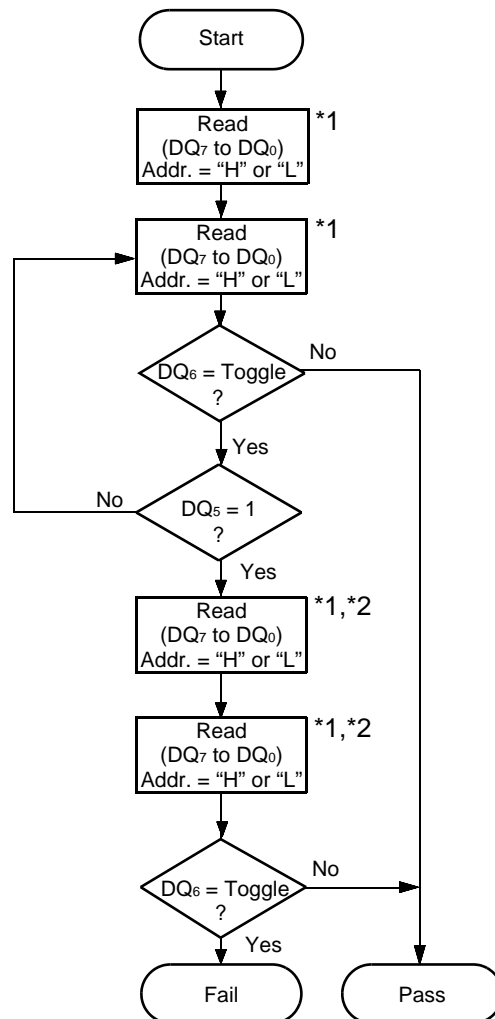 Start
Read
(DQ7 to DQ0)
Addr. = “H” or “L”
*1
Read
(DQ7 to DQ0)
Addr. = “H” or “L”
*1
DQ6 = Toggle
?
No
Yes
DQ5 = 1
?
No
Yes
Read
(DQ7 to DQ0)
Addr. = “H” or “L”
*1,*2
Read
(DQ7 to DQ0)
Addr. = “H” or “L”
*1,*2
DQ6 = Toggle
?
No
Yes
Fail
Pass